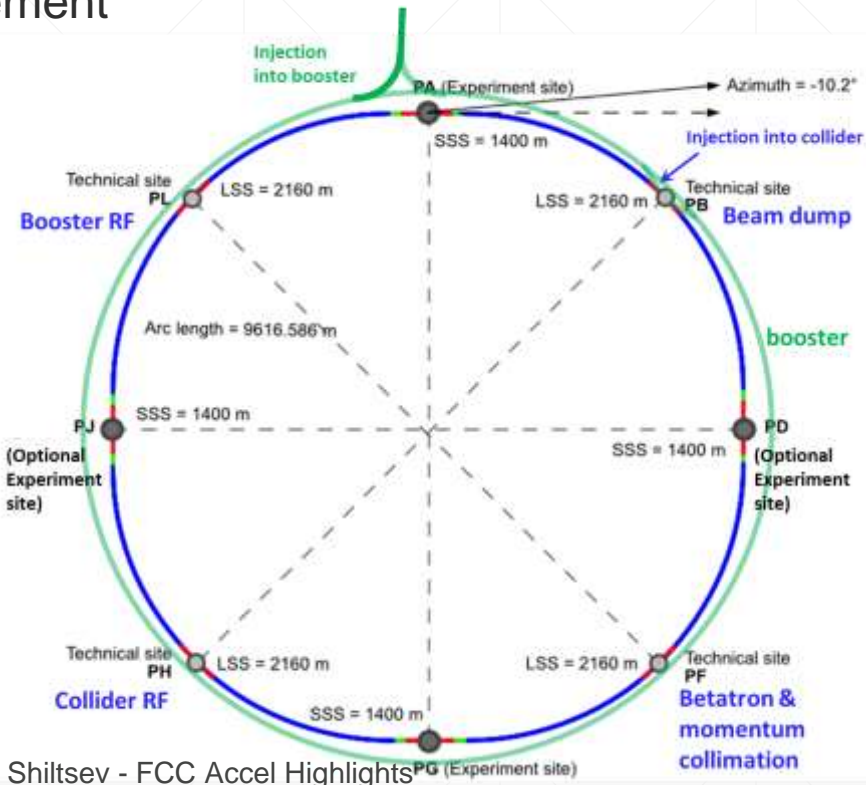 Injection
into booster
PA (Experiment site)
Azimuth = -10.2°
SSS = 1400 m
Injection into collider
Technical site
PL
LSS = 2160 m
Booster RF
LSS = 2160 m
Technical site
PB
Beam dump
Arc length = 9616.586 m
booster
PJ
SSS = 1400 m
(Optional
Experiment
site)
PD
SSS = 1400 m
(Optional
Experiment
site)
Technical site
PH
LSS = 2160 m
Collider RF
LSS = 2160 m
Technical site
PF
Betatron &
momentum
collimation
SSS = 1400 m
PG (Experiment site)
Shiltsev - FCC Accel Highlights